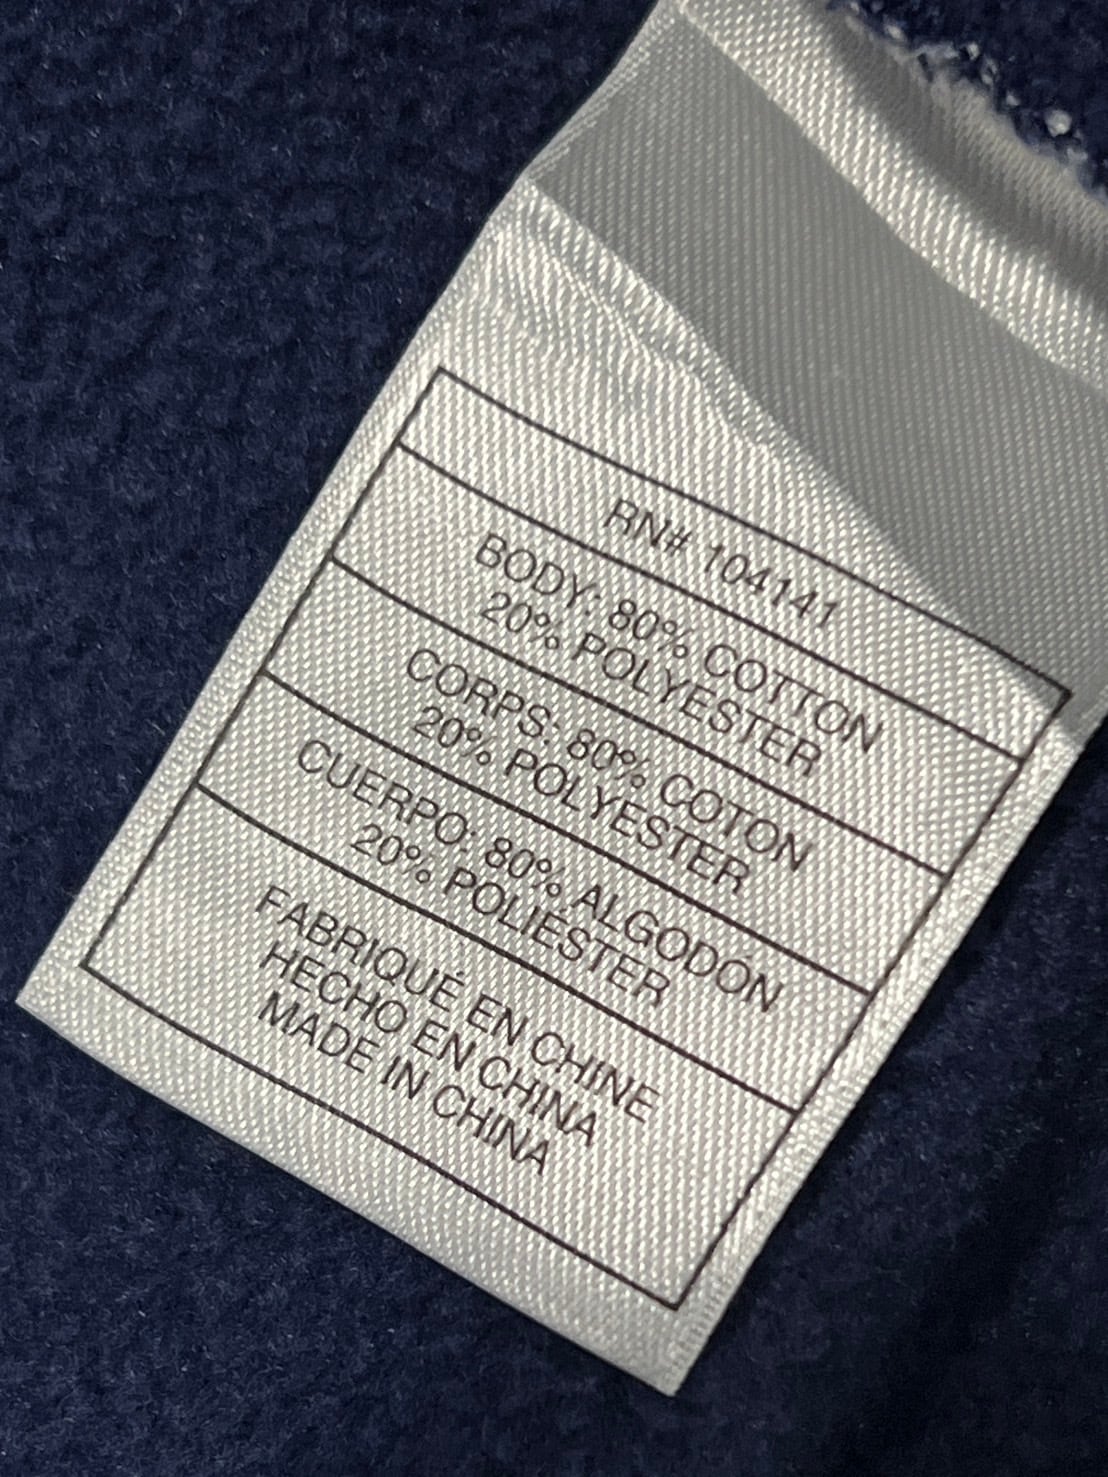 RN# 104141
BODY: 80% COTTON
20% POLYESTER
CORPS: 80% COTON
20% POLYESTER
CUERPO: 80% ALGODÓN
20% POLIÉSTER
FABRIQUÉ EN CHINE
HECHO EN CHINA
MADE IN CHINA